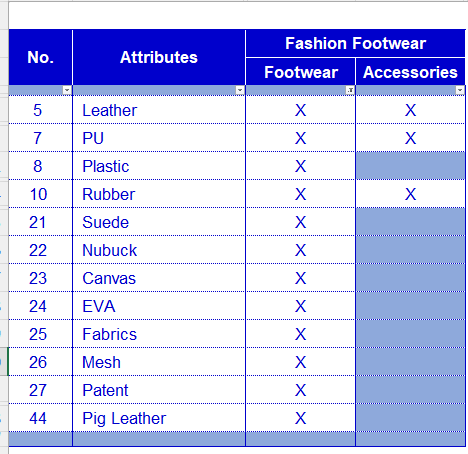 Fashion Footwear
No. Attributes
Footwear Accessories
5 Leather X X
7 PU X X
8 Plastic X
10 Rubber X X
21 Suede X
22 Nubuck X
23 Canvas X
24 EVA X
25 Fabrics X
26 Mesh X
27 Patent X
44 Pig Leather X